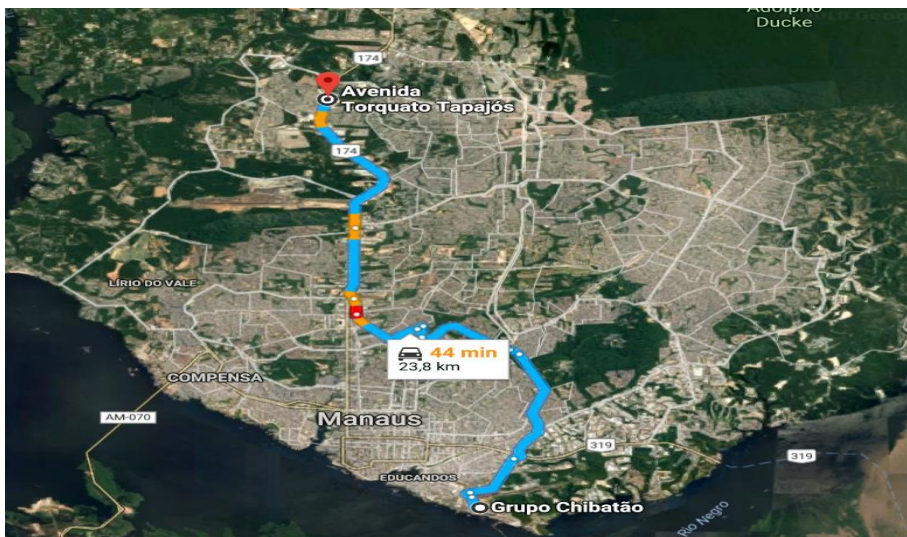 Adolpho
Ducke
174
Avenida
Torquato Tapajós
174
LÍRIO DO VALE
44 min
23,8 km
COMPENSA
AM-070
Manaus
319
319
EDUCANDOS
Grupo Chibatão
Rio Negro